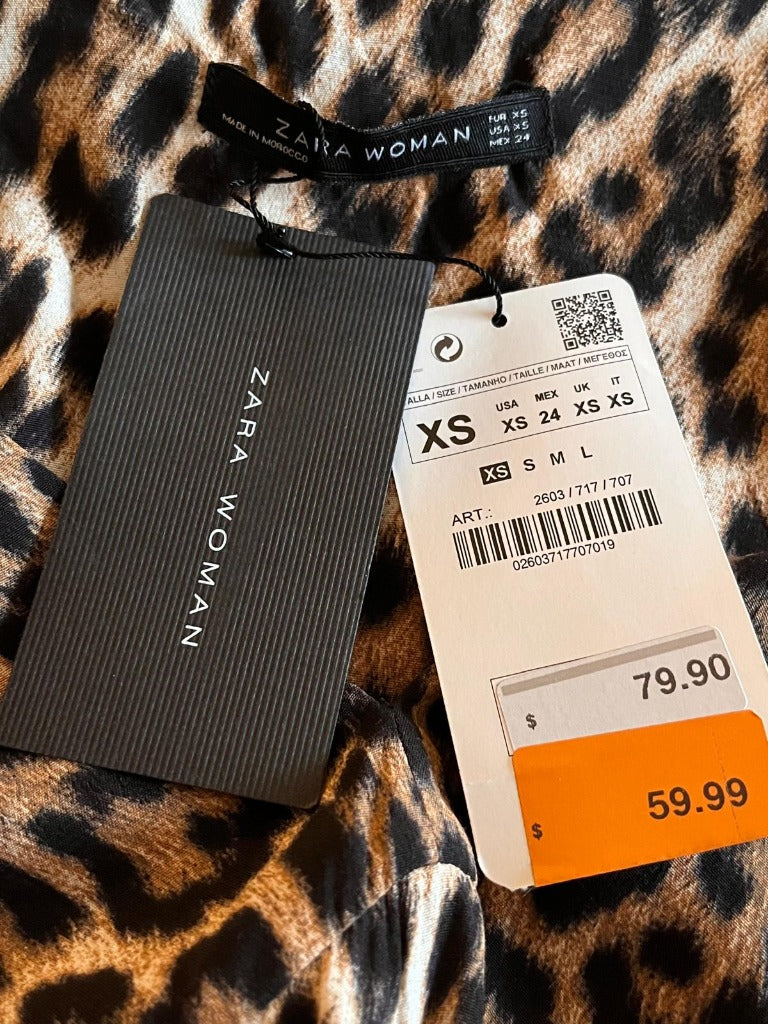 ZARA WOMAN
MADE IN MOROCCO
EUR XS
USA XS
MEX 24
ZARA WOMAN
ALLA / SIZE / TAMANHO / TAILLE / MAAT / ΜΕΓΕΘΟΣ
XS
USA MEX UK IT
XS 24 XS XS
XS S M L
2603 / 717 / 707
ART.:
02603717707019
79.90
$
59.99
$